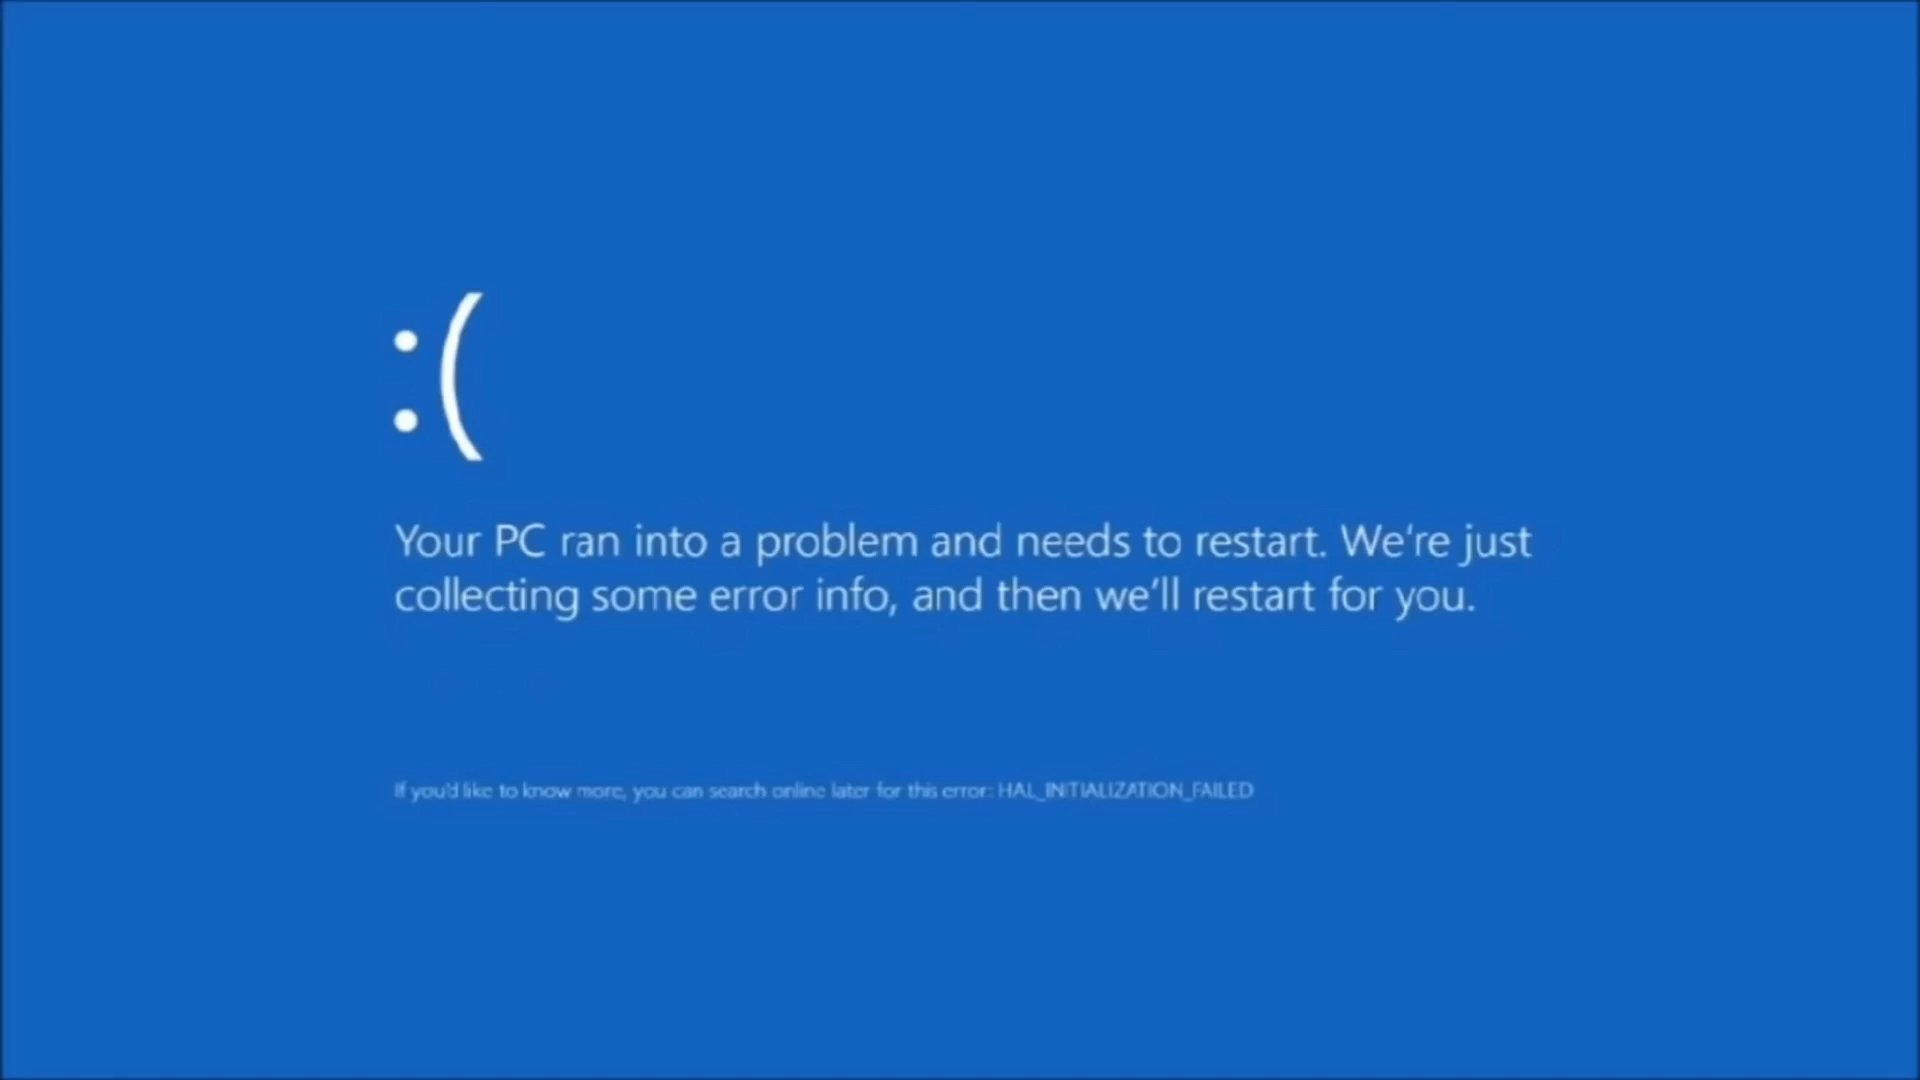 :(
Your PC ran into a problem and needs to restart. We're just
collecting some error info, and then we'll restart for you.
If you'd like to know more, you can search online later for this error: HAL_INITIALIZATION_FAILED